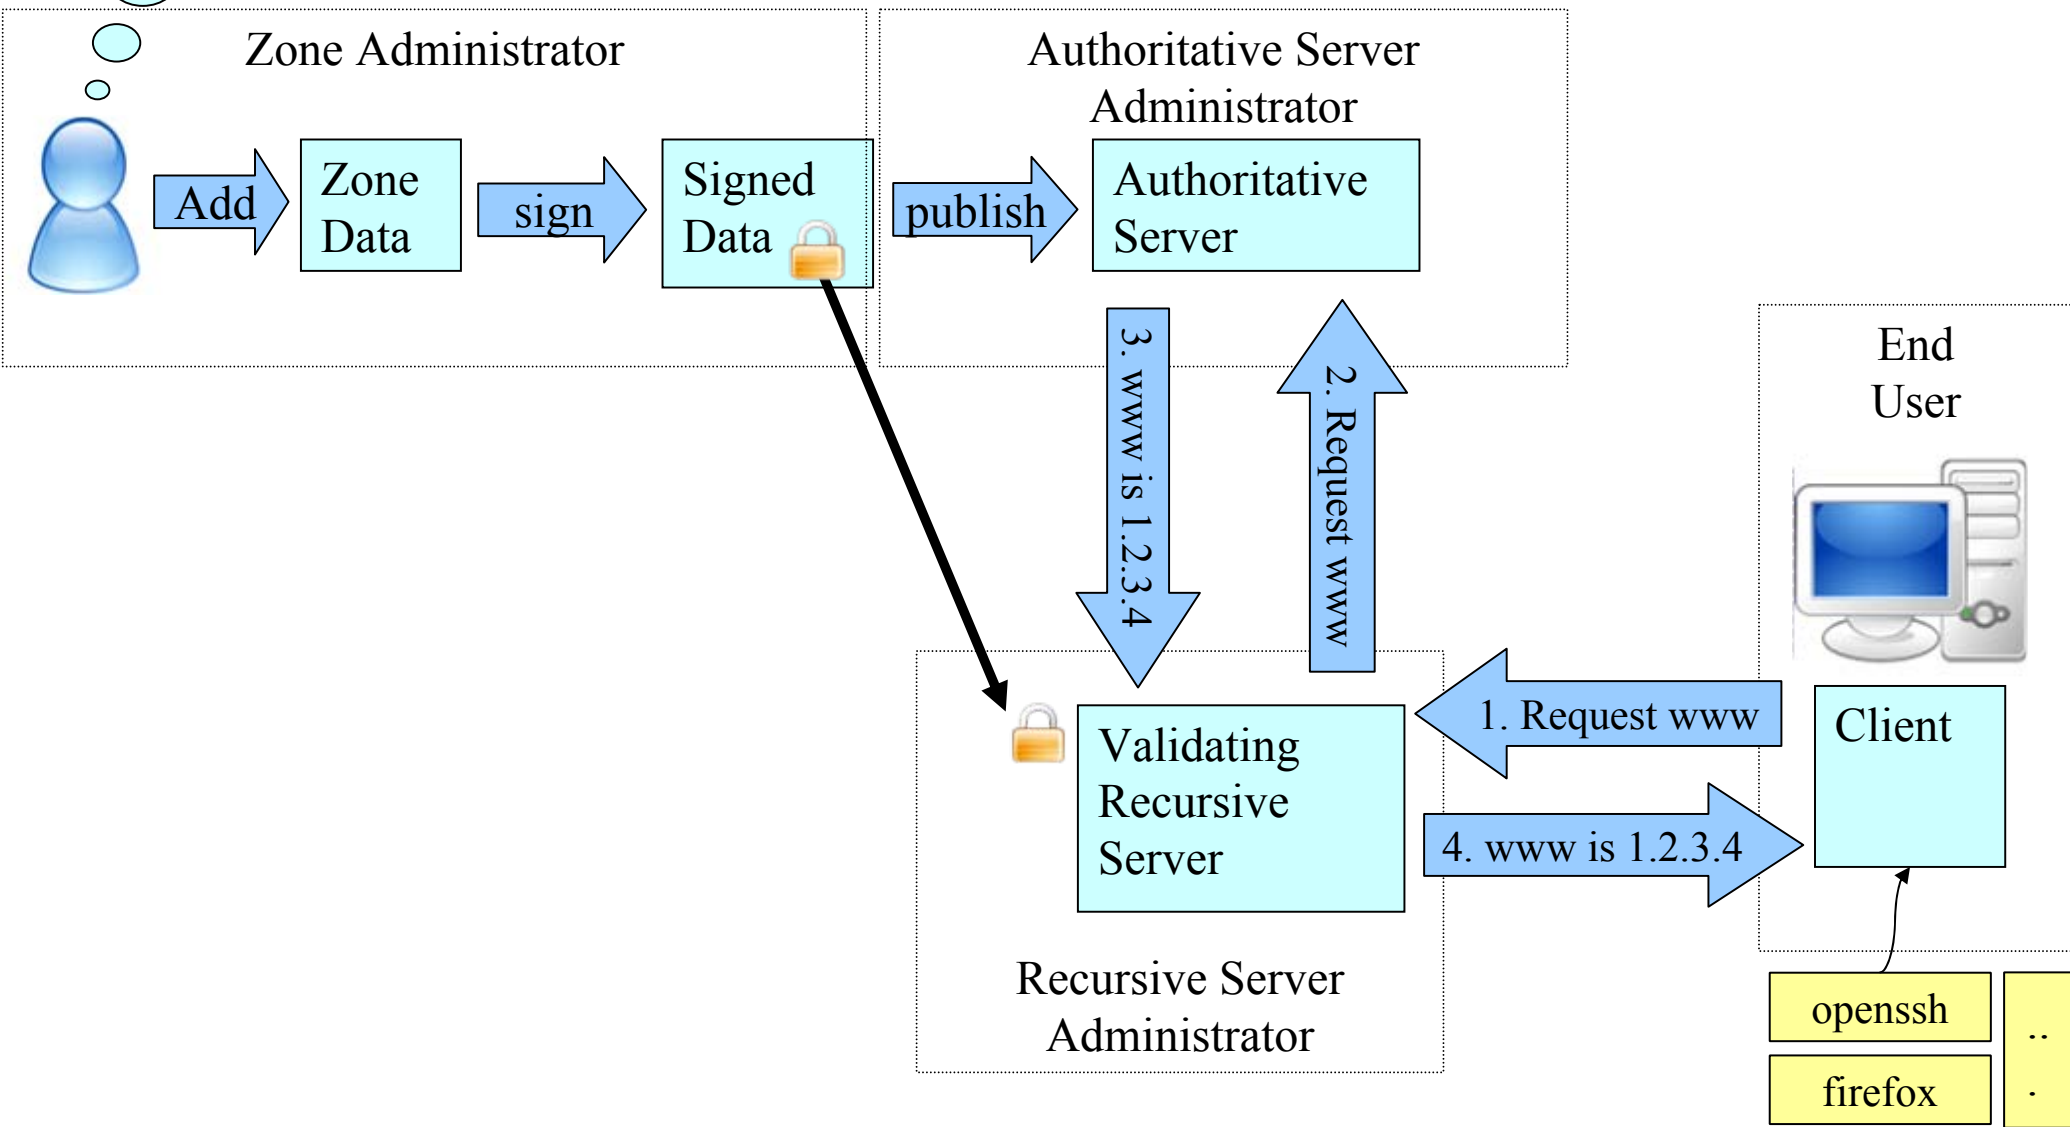 Zone Administrator
Authoritative Server
Administrator
Add
Zone
Data
sign
Signed
Data
publish
Authoritative
Server
3. www is 1.2.3.4
2. Request www
End
User
1. Request www
Client
Validating
Recursive
Server
4. www is 1.2.3.4
Recursive Server
Administrator
openssh
firefox
..
.